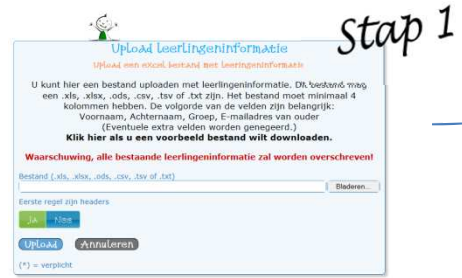 Stap 1
Upload leerlingeninformatie
Upload een excel bestand met leerlingeninformatie
U kunt hier een bestand uploaden met leerlingeninformatie. Dit bestand mag
een .xls, .xlsx, .ods, .csv, .tsv of .txt zijn. Het bestand moet minimaal 4
kolommen hebben. De volgorde van de velden zijn belangrijk:
Voornaam, Achternaam, Groep, E-mailadres van ouder
(Eventuele extra velden worden genegeerd.)
Klik hier als u een voorbeeld bestand wilt downloaden.
Waarschuwing, alle bestaande leerlingeninformatie zal worden overschreven!
Bestand (.xls, .xlsx, .ods, .csv, .tsv of .txt)
Bladeren...
Eerste regel zijn headers
Ja Nee
Upload Annuleren
(*) = verplicht